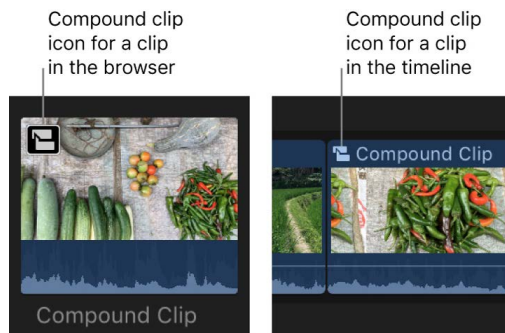 Compound clip
icon for a clip
in the browser
Compound clip
icon for a clip
in the timeline
Compound Clip
Compound Clip